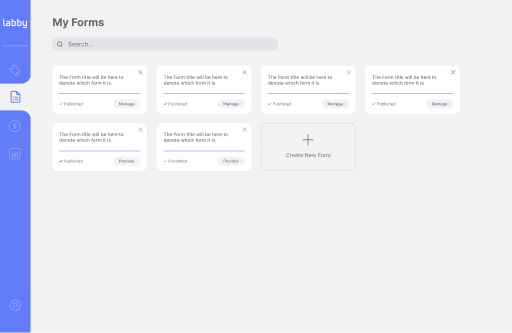 labby
My Forms
Search...
The Form title will be here to
denote which form it is
✓ Published
Manage
The Form title will be here to
denote which form it is
✓ Published
Manage
The Form title will be here to
denote which form it is
✓ Published
Manage
The Form title will be here to
denote which form it is
✓ Published
Manage
The Form title will be here to
denote which form it is
✓ Published
Preview
The Form title will be here to
denote which form it is
✓ Published
Preview
Create New Form